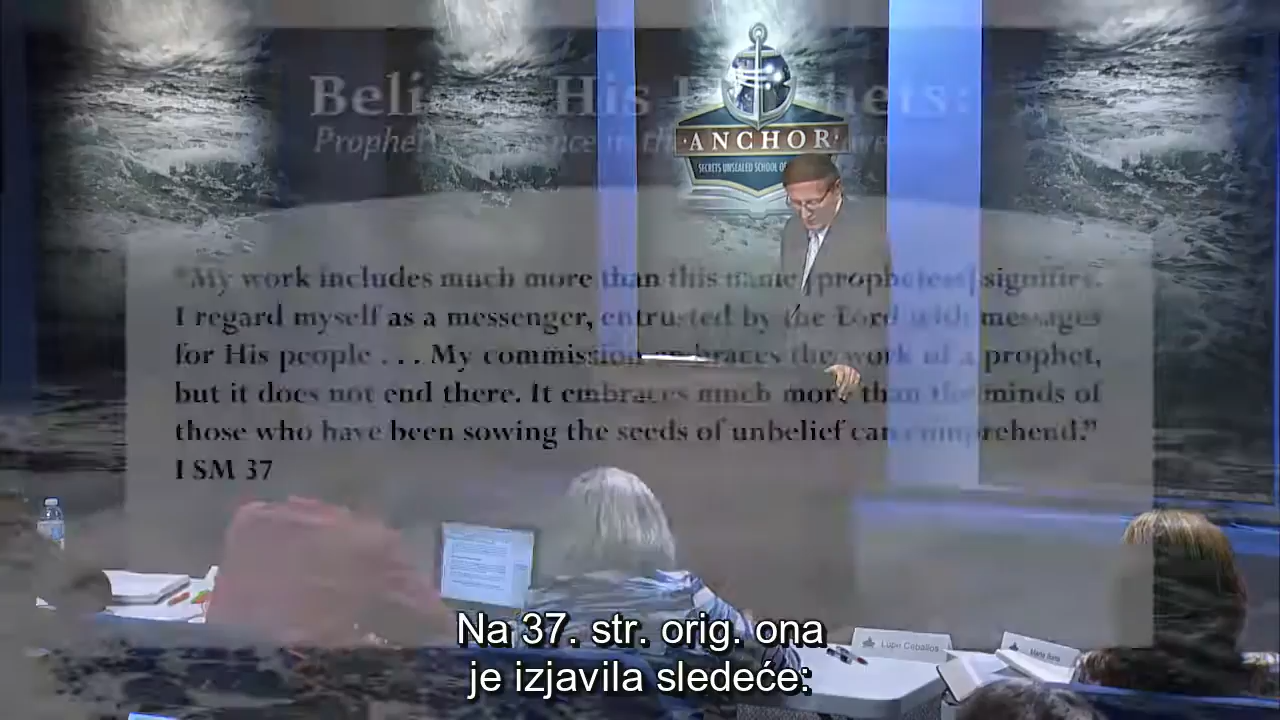 Beli His hets:
ANCHOR
SECRETS UNSEALED SCHOOL OF
"My work includes much more than this name [prophetess] signifies.
I regard myself as a messenger, entrusted by the Lord with messages
for His people . . . My commission embraces the work of a prophet,
but it does not end there. It embraces much more than the minds of
those who have been sowing the seeds of unbelief can comprehend."
I SM 37
Lupe Ceballos
Na 37. str. orig. ona
je izjavila sledeće: